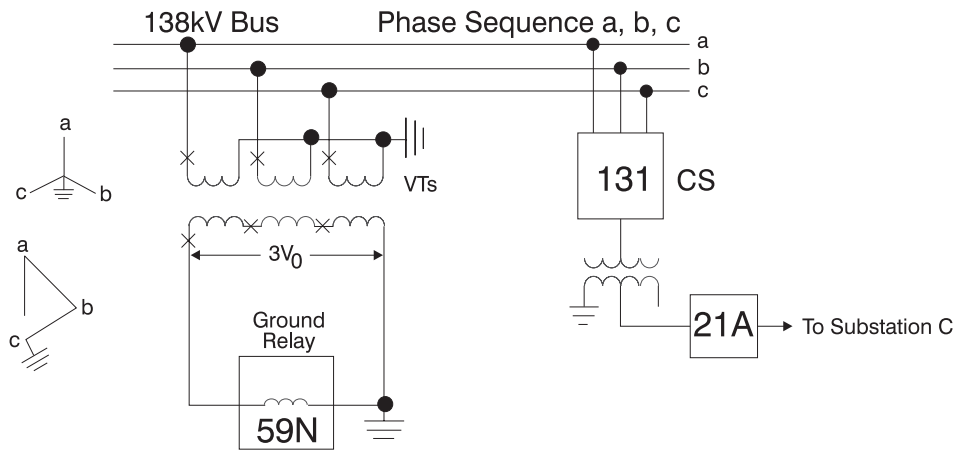 138kV Bus
Phase Sequence a, b, c
a
b
c
a
c
b
VTs
131
CS
a
b
c
3V0
Ground
Relay
59N
21A
To Substation C